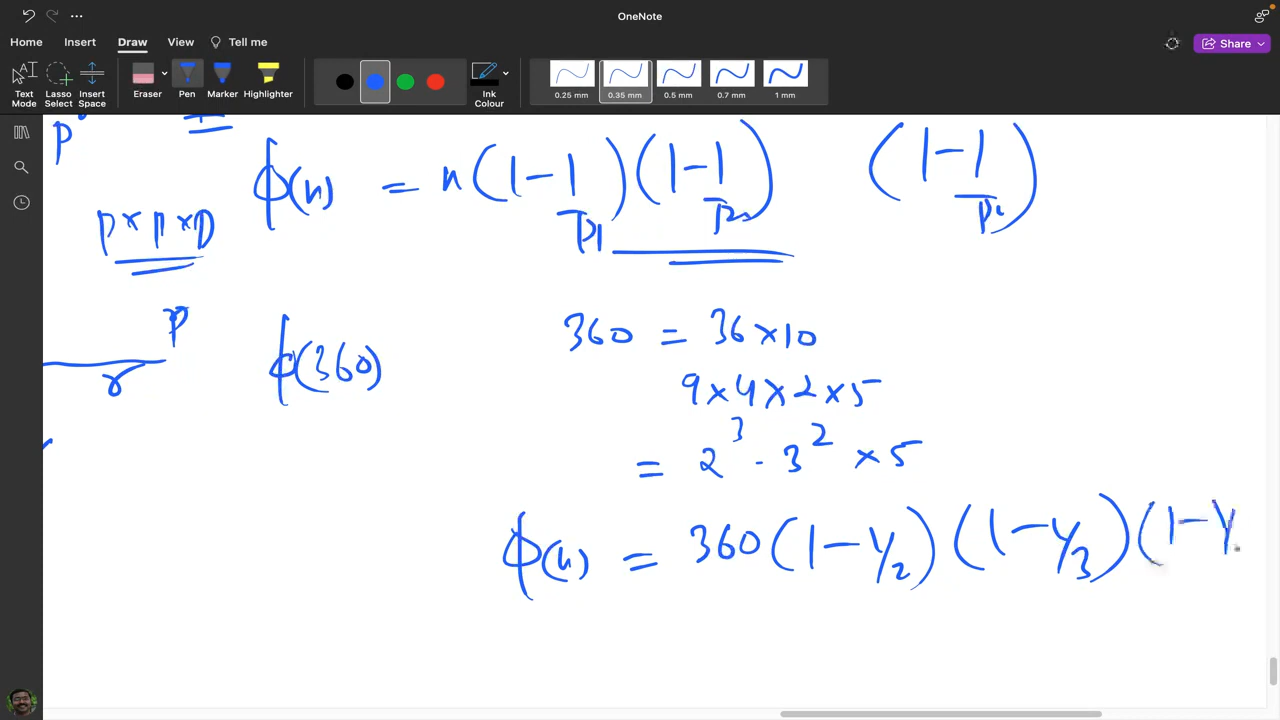 OneNote
Home Insert Draw View Tell me
Share
Text Mode
Lasso Select
Insert Space
Eraser
Pen
Marker
Highlighter
Ink Colour
0.25 mm
0.35 mm
0.5 mm
0.7 mm
1 mm
p
ϕ(n) = n(1-1/p1)(1-1/p2) (1-1/pr)
p × p × p
p
r
ϕ(360)
360 = 36×10
9×4×2×5
= 2^3 · 3^2 × 5
ϕ(n) = 360(1-1/2)(1-1/3)(1-1/